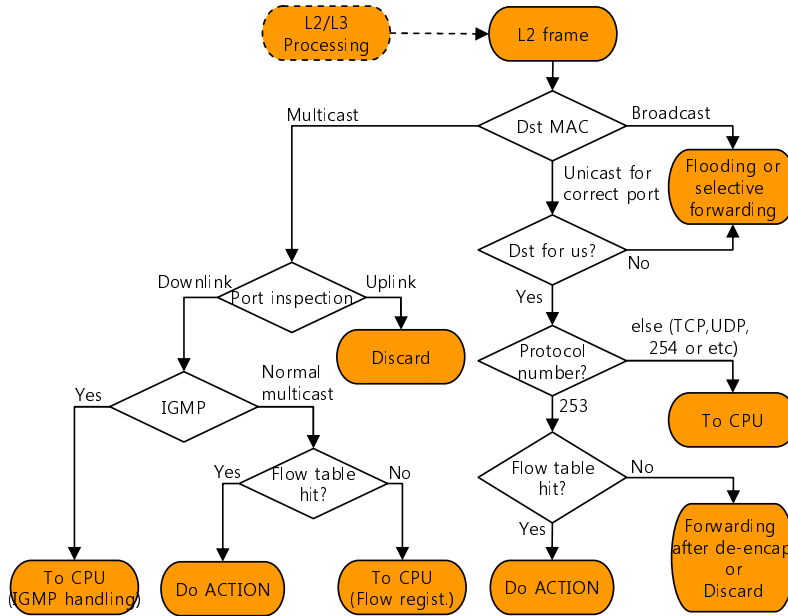 L2/L3
Processing
L2 frame
Multicast
Dst MAC
Broadcast
Unicast for
correct port
Flooding or
selective
forwarding
Dst for us?
No
Yes
Downlink
Port inspection
Uplink
Discard
Protocol
number?
else (TCP,UDP,
254 or etc)
253
To CPU
Yes
IGMP
Normal
multicast
Yes
Flow table
hit?
No
Flow table
hit?
No
Yes
To CPU
(IGMP handling)
Do ACTION
To CPU
(Flow regist.)
Do ACTION
Forwarding
after de-encap
or
Discard